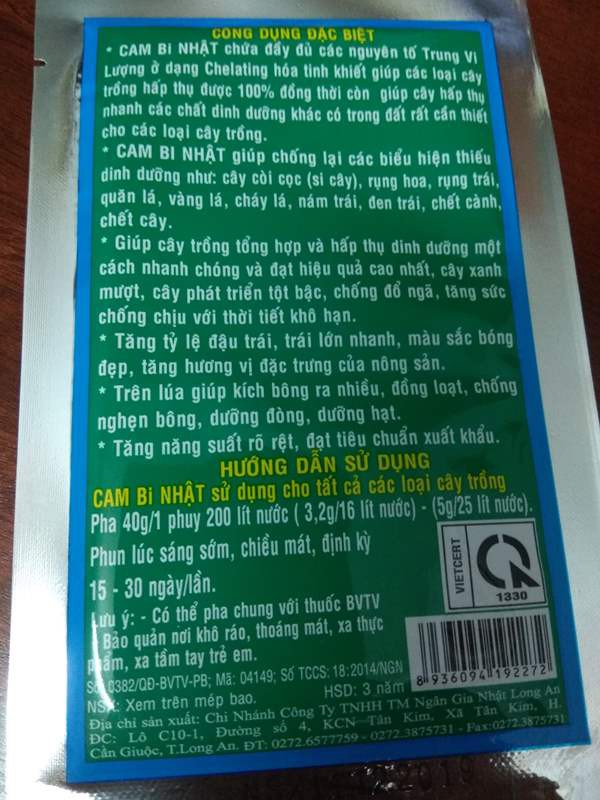 CÔNG DỤNG ĐẶC BIỆT
* CAM Bi NHẬT chứa đầy đủ các nguyên tố Trung Vi
Lượng ở dạng Chelating hóa tinh khiết giúp các loại cây
trồng hấp thụ được 100% đồng thời còn giúp cây hấp thụ
nhanh các chất dinh dưỡng khác có trong đất rất cần thiết
cho các loại cây trồng.
* CAM BI NHẬT giúp chống lại các biểu hiện thiếu
dinh dưỡng như: cây còi cọc (si cây), rụng hoa, rụng trái,
quăn lá, vàng lá, cháy lá, nám trái, đen trái, chết cành,
chết cây.
* Giúp cây trồng tổng hợp và hấp thụ dinh dưỡng một
cách nhanh chóng và đạt hiệu quả cao nhất, cây xanh
mượt, cây phát triển tột bậc, chống đổ ngã, tăng sức
chống chịu với thời tiết khô hạn.
* Tăng tỷ lệ đậu trái, trái lớn nhanh, màu sắc bóng
đẹp, tăng hương vị đặc trưng của nông sản.
* Trên lúa giúp kích bông ra nhiều, đồng loạt, chống
nghẹn bông, dưỡng đòng, dưỡng hạt.
* Tăng năng suất rõ rệt, đạt tiêu chuẩn xuất khẩu.
HƯỚNG DẪN SỬ DỤNG
CAM Bi NHẬT sử dụng cho tất cả các loại cây trồng
Pha 40g/1 phuy 200 lít nước ( 3,2g/16 lít nước) - (5g/25 lít nước).
Phun lúc sáng sớm, chiều mát, định kỳ
15 - 30 ngày/lần.
Lưu ý: - Có thể pha chung với thuốc BVTV
Bảo quản nơi khô ráo, thoáng mát, xa thực
phẩm, xa tầm tay trẻ em.
VIETCERT
1330
Số: 0382/QĐ-BVTV-PB; Mã: 04149; Số TCCS: 18:2014/NGN
NSX: Xem trên mép bao. HSD: 3 năm
8 936094 192272
Địa chỉ sản xuất: Chi Nhánh Công Ty TNHH TM Ngân Gia Nhật Long An
ĐC: Lô C10-1, Đường số 4, KCN Tân Kim, Xã Tân Kim, H.
Cần Giuộc, T.Long An. ĐT: 0272.6577759 - 0272.3875731 - Fax:0272.3875731